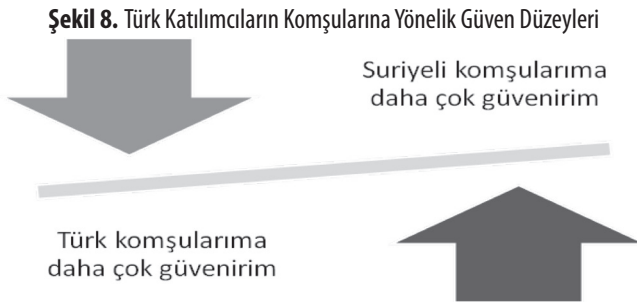 Şekil 8. Türk Katılımcıların Komşularına Yönelik Güven Düzeyleri
Suriyeli komşularıma
daha çok güvenirim
Türk komşularıma
daha çok güvenirim